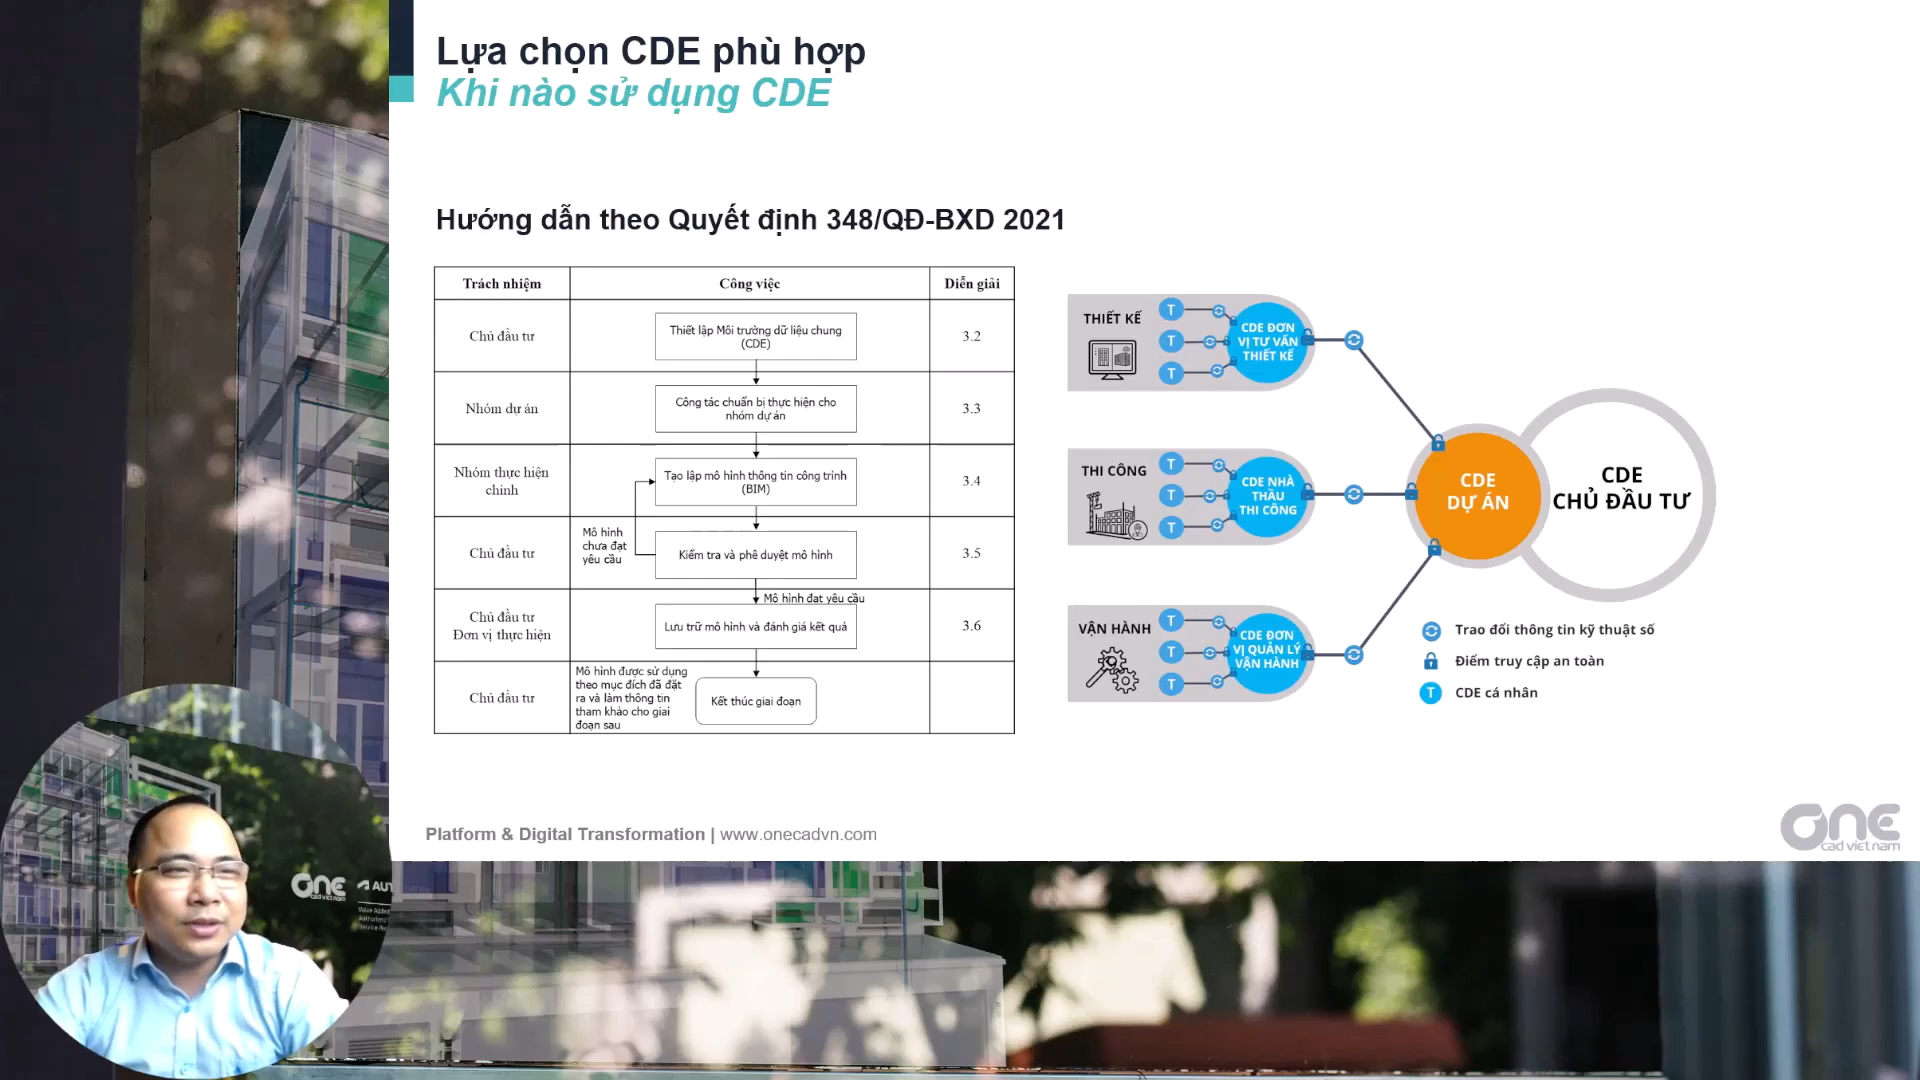 Lựa chọn CDE phù hợp
Khi nào sử dụng CDE
Hướng dẫn theo Quyết định 348/QĐ-BXD 2021
Trách nhiệm
Công việc
Diễn giải
Chủ đầu tư
Thiết lập Môi trường dữ liệu chung
(CDE)
3.2
Nhóm dự án
Công tác chuẩn bị thực hiện cho
nhóm dự án
3.3
Nhóm thực hiện
chính
Tạo lập mô hình thông tin công trình
(BIM)
3.4
Chủ đầu tư
Mô hình
chưa đạt
yêu cầu
Kiểm tra và phê duyệt mô hình
3.5
Mô hình đạt yêu cầu
Chủ đầu tư
Đơn vị thực hiện
Lưu trữ mô hình và đánh giá kết quả
3.6
Chủ đầu tư
Mô hình được sử dụng
theo mục đích đã đặt
ra và làm thông tin
tham khảo cho giai
đoạn sau
Kết thúc giai đoạn
THIẾT KẾ
T
T
T
CDE ĐƠN
VỊ TƯ VẤN
THIẾT KẾ
THI CÔNG
T
T
T
CDE NHÀ
THẦU
THI CÔNG
VẬN HÀNH
T
T
T
CDE ĐƠN
VỊ QUẢN LÝ
VẬN HÀNH
CDE
DỰ ÁN
CDE
CHỦ ĐẦU TƯ
Trao đổi thông tin kỹ thuật số
Điểm truy cập an toàn
T CDE cá nhân
Platform & Digital Transformation | www.onecadvn.com
one
cad việt nam
one
cad việt nam